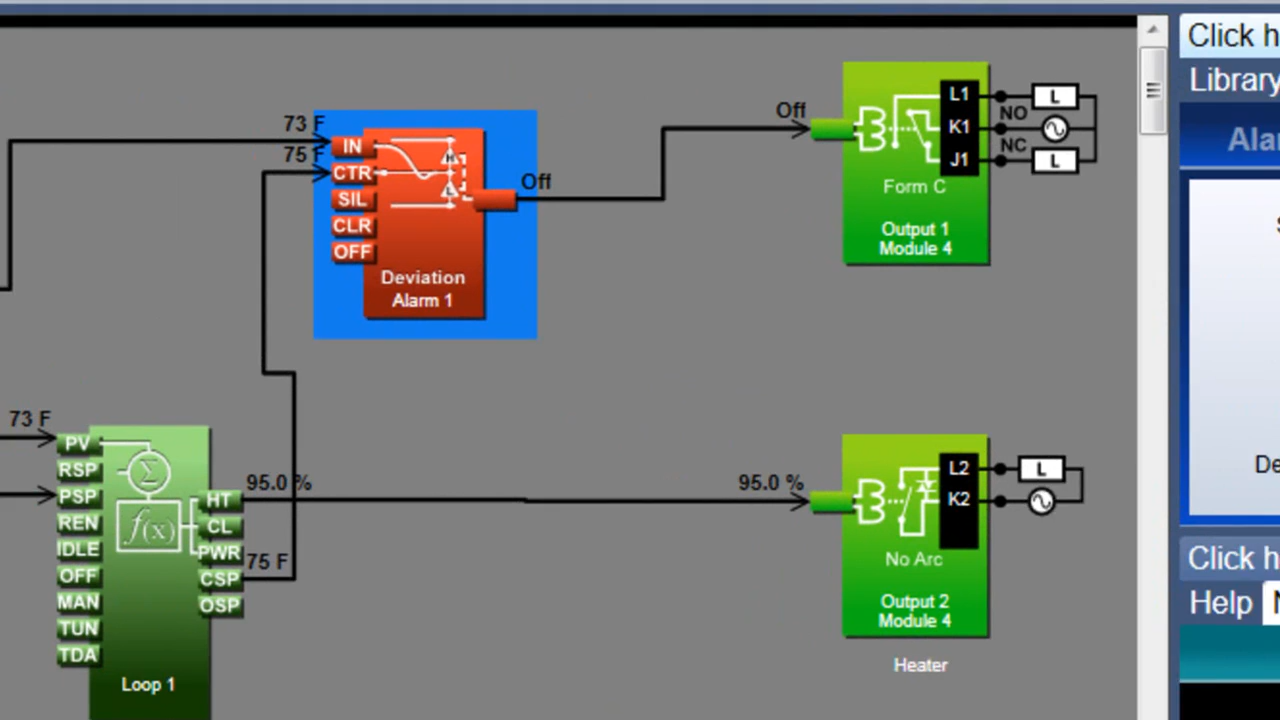 Click h
Library
Ala
De
Click h
Help
73 F
75 F
IN
CTR
SIL
CLR
OFF
H
L
Off
Deviation
Alarm 1
Off
L1
K1
J1
NO
NC
L
L
Form C
Output 1
Module 4
73 F
PV
RSP
PSP
REN
IDLE
OFF
MAN
TUN
TDA
Σ
f(x)
HT
CL
PWR
CSP
OSP
95.0 %
75 F
Loop 1
95.0 %
L2
K2
L
No Arc
Output 2
Module 4
Heater